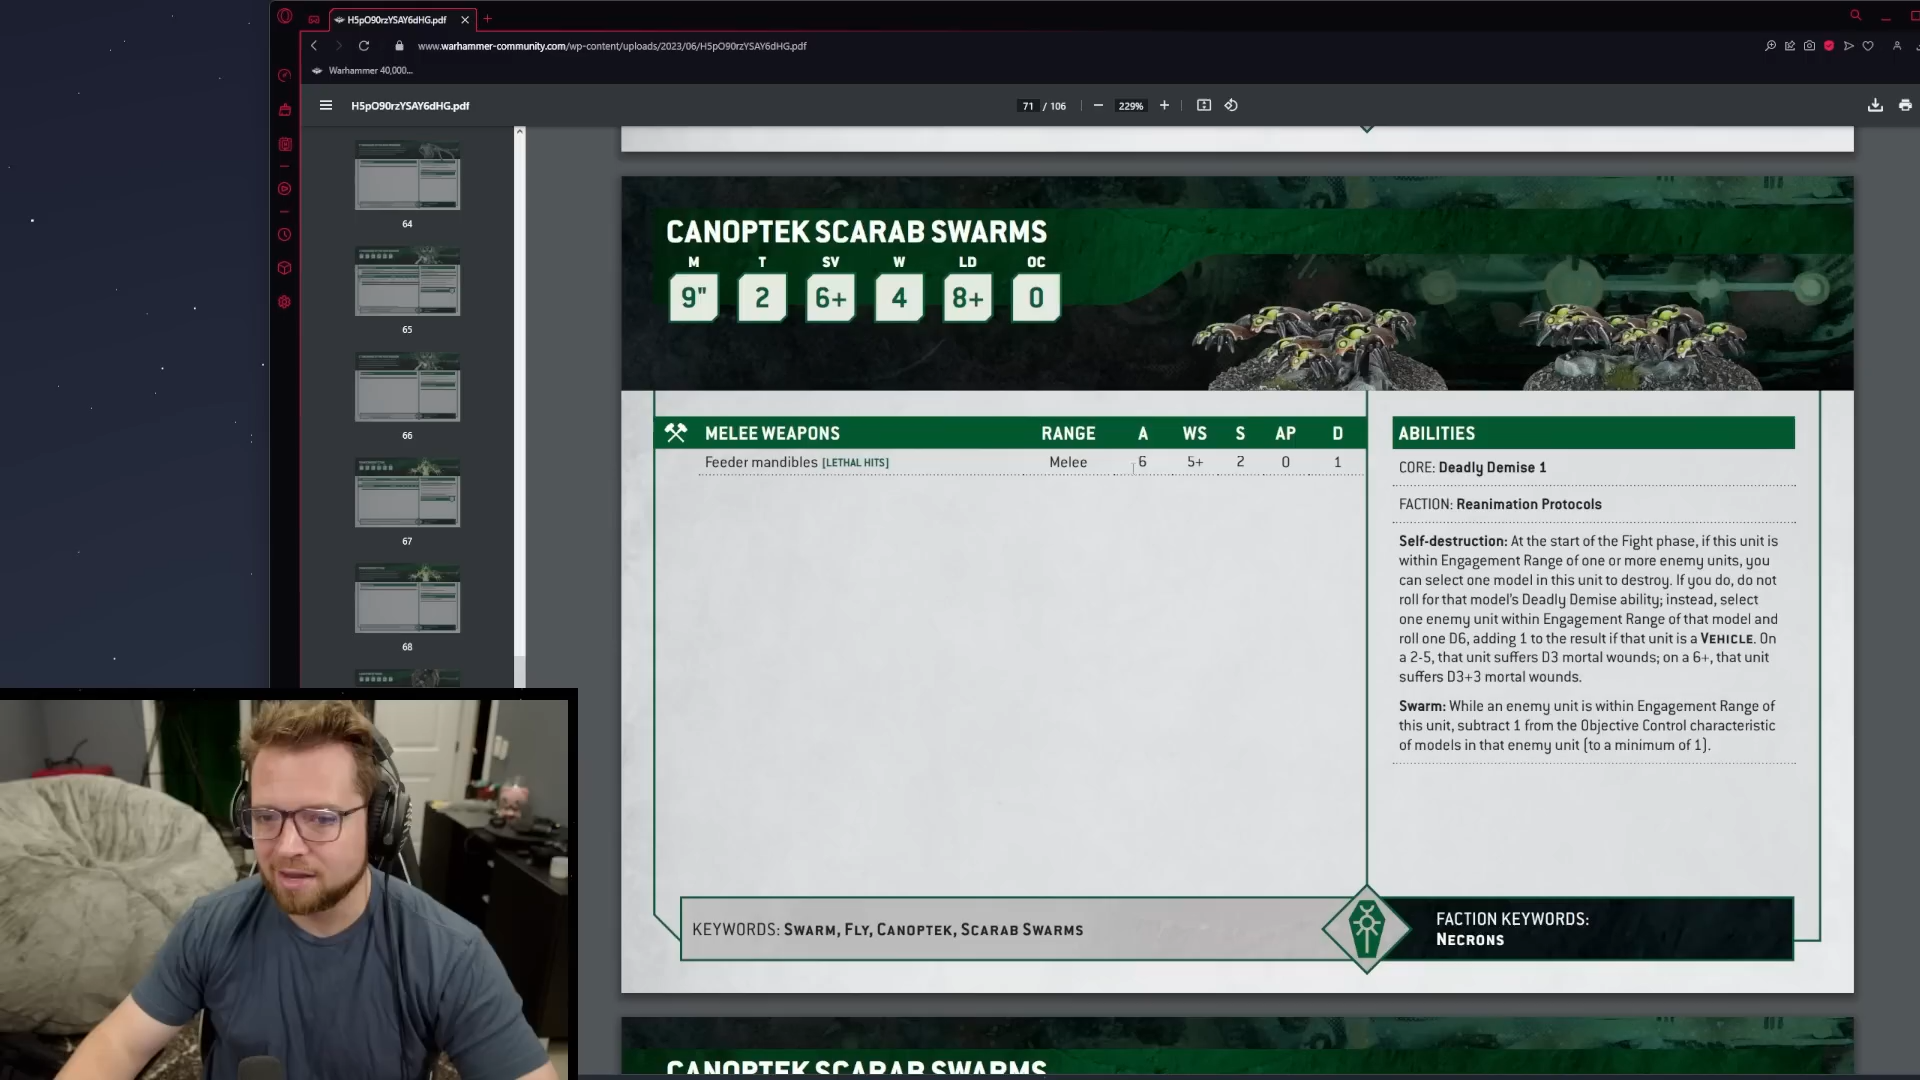 H5pO90rzYSAY6dHG.pdf
www.warhammer-community.com/wp-content/uploads/2023/06/H5pO90rzYSAY6dHG.pdf
Warhammer 40,000...
H5pO90rzYSAY6dHG.pdf
71 / 106
229%
64
65
66
67
68
CANOPTEK SCARAB SWARMS
M T SV W LD OC
9" 2 6+ 4 8+ 0
MELEE WEAPONS RANGE A WS S AP D
Feeder mandibles [LETHAL HITS] Melee 6 5+ 2 0 1
ABILITIES
CORE: Deadly Demise 1
FACTION: Reanimation Protocols
Self-destruction: At the start of the Fight phase, if this unit is
within Engagement Range of one or more enemy units, you
can select one model in this unit to destroy. If you do, do not
roll for that model's Deadly Demise ability; instead, select
one enemy unit within Engagement Range of that model and
roll one D6, adding 1 to the result if that unit is a VEHICLE. On
a 2-5, that unit suffers D3 mortal wounds; on a 6+, that unit
suffers D3+3 mortal wounds.
Swarm: While an enemy unit is within Engagement Range of
this unit, subtract 1 from the Objective Control characteristic
of models in that enemy unit (to a minimum of 1).
KEYWORDS: SWARM, FLY, CANOPTEK, SCARAB SWARMS
FACTION KEYWORDS:
NECRONS
CANOPTEK SCARAB SWARMS